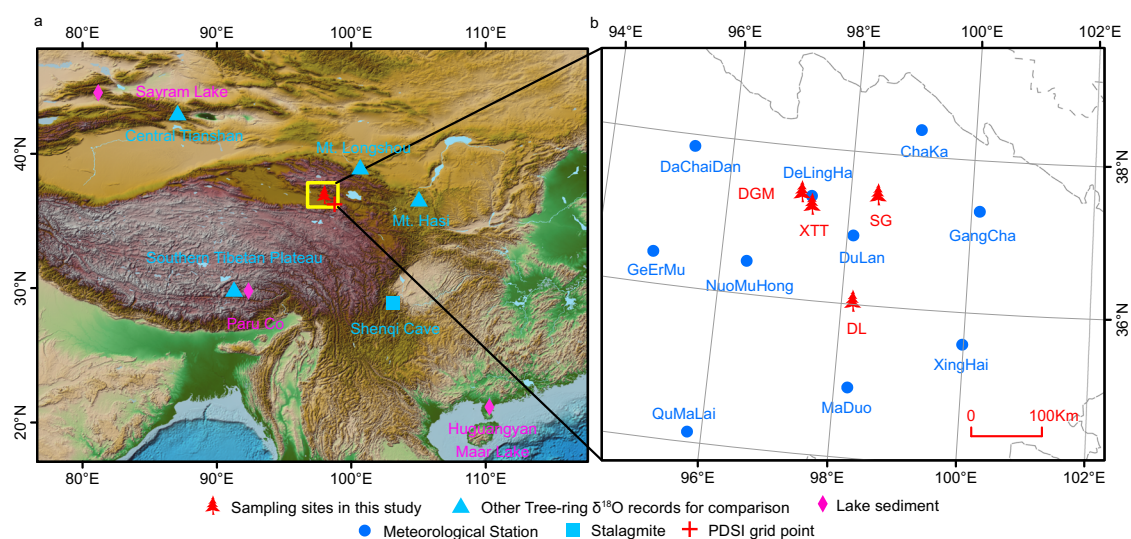 a
80°E 90°E 100°E 110°E
40°N
30°N
20°N
Sayram Lake
Central Tianshan
Mt. Longshou
Mt. Hasi
Southern Tibetan Plateau
Paru Co
Shenqi Cave
Huguangyan
Maar Lake
80°E 90°E 100°E 110°E
b
94°E 96°E 98°E 100°E 102°E
38°N
36°N
ChaKa
DaChaiDan
DeLingHa
DGM
XTT
SG
GangCha
DuLan
GeErMu
NuoMuHong
DL
XingHai
MaDuo
QuMaLai
0 100Km
96°E 98°E 100°E 102°E
Sampling sites in this study
Other Tree-ring δ¹⁸O records for comparison
Lake sediment
Meteorological Station
Stalagmite
PDSI grid point